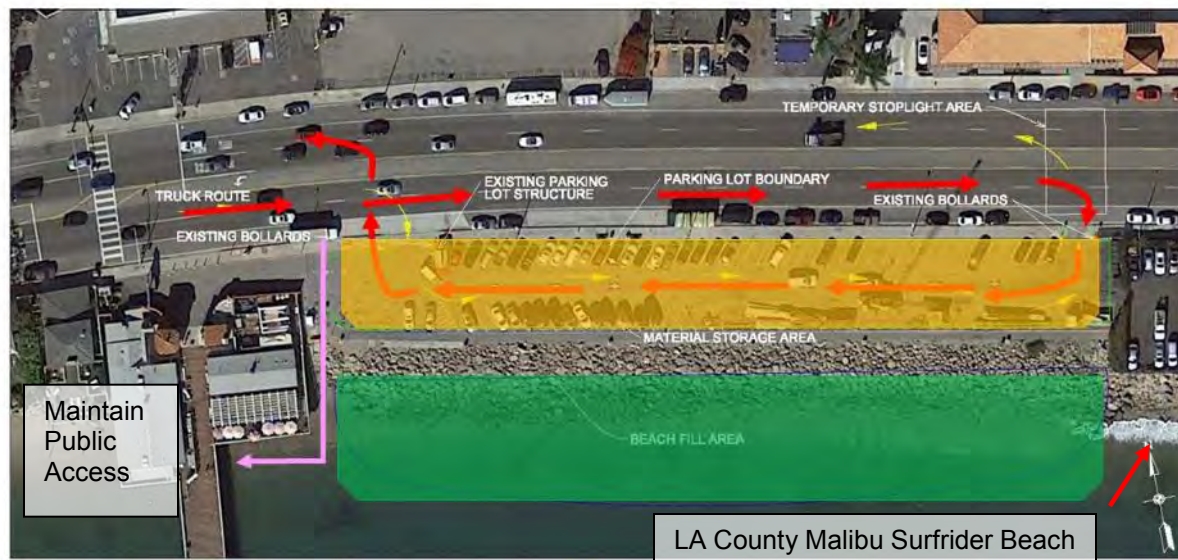 TEMPORARY STOPLIGHT AREA
TRUCK ROUTE
EXISTING PARKING
LOT STRUCTURE
PARKING LOT BOUNDARY
EXISTING BOLLARDS
EXISTING BOLLARDS
MATERIAL STORAGE AREA
Maintain
Public
Access
BEACH FILL AREA
LA County Malibu Surfrider Beach